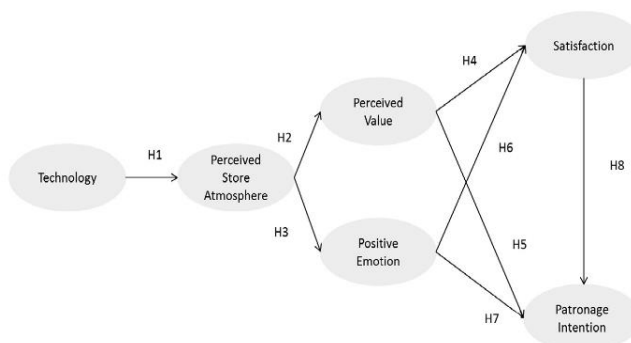 Satisfaction
H4
Perceived
Value
H2
H6
H1
Perceived
Store
Atmosphere
Technology
H8
H3
Positive
Emotion
H5
H7
Patronage
Intention